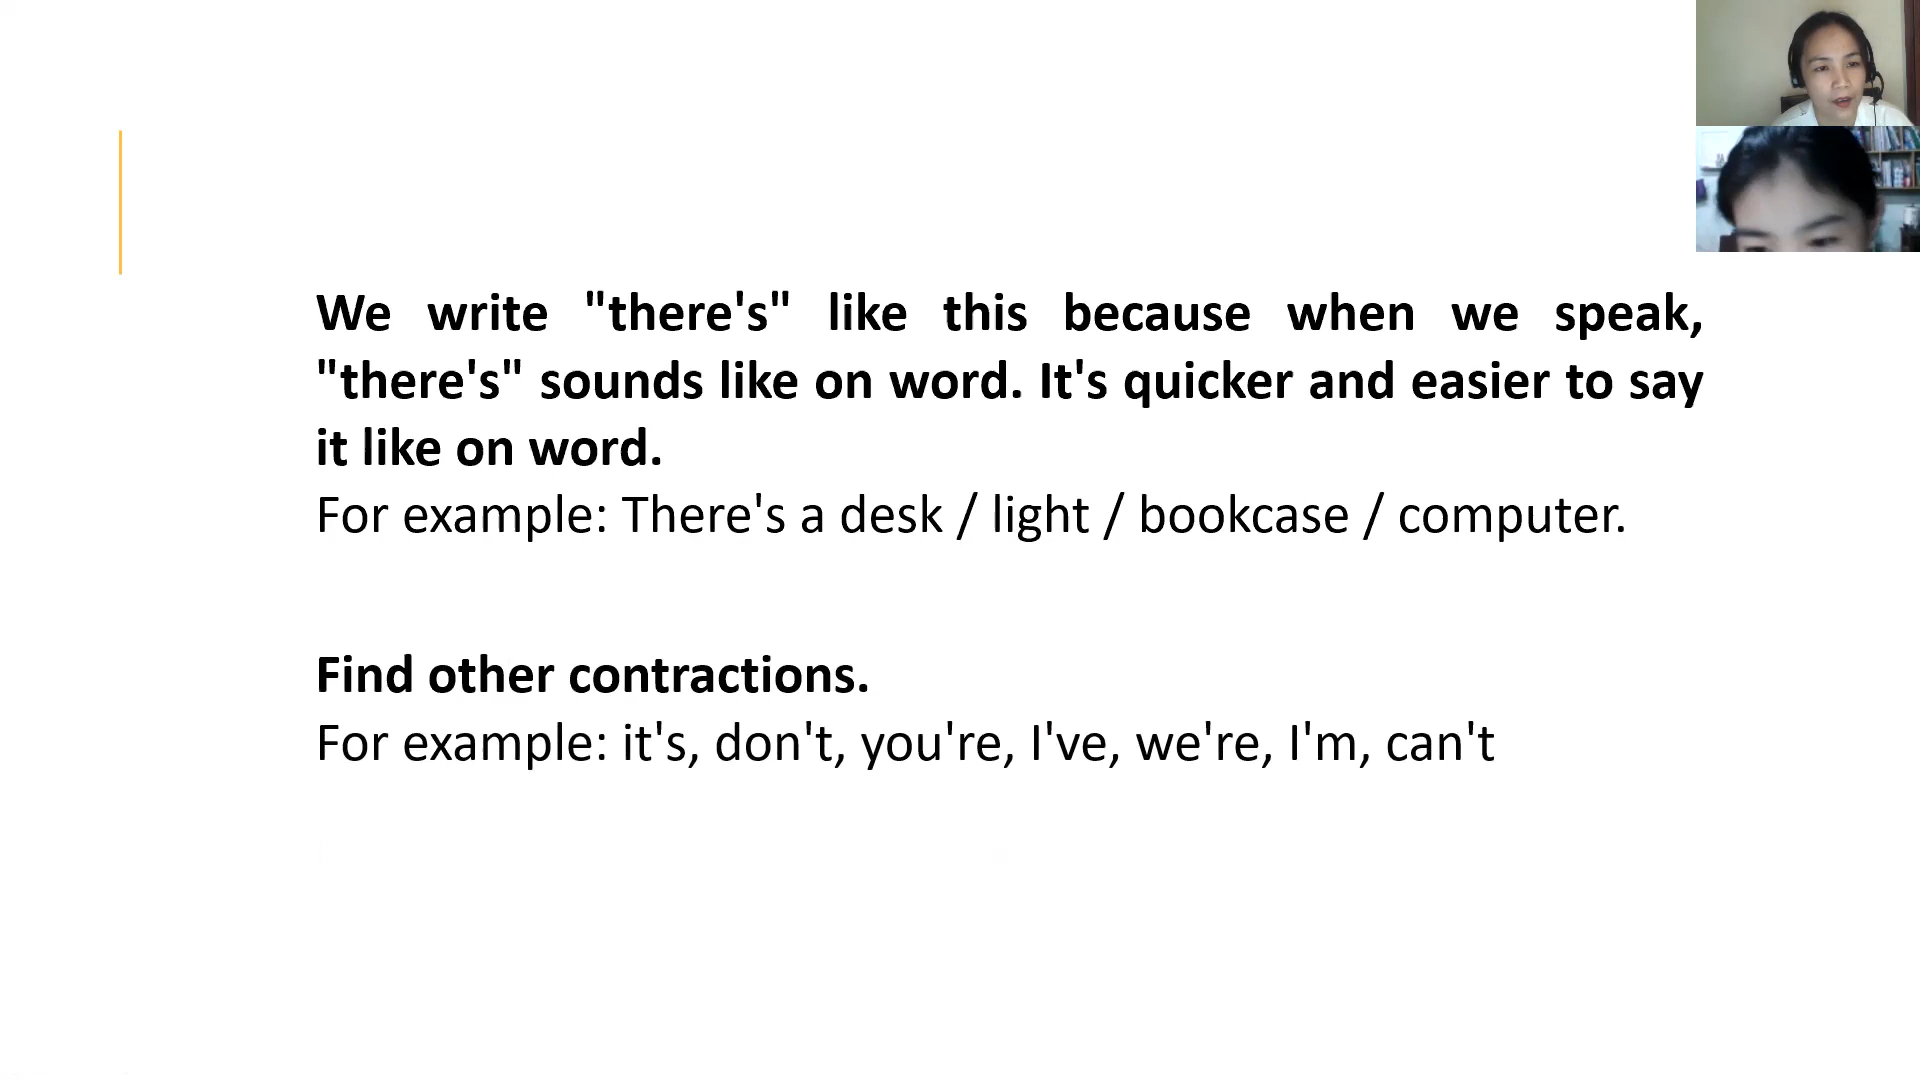 We write "there's" like this because when we speak,
"there's" sounds like on word. It's quicker and easier to say
it like on word.
For example: There's a desk / light / bookcase / computer.
Find other contractions.
For example: it's, don't, you're, I've, we're, I'm, can't